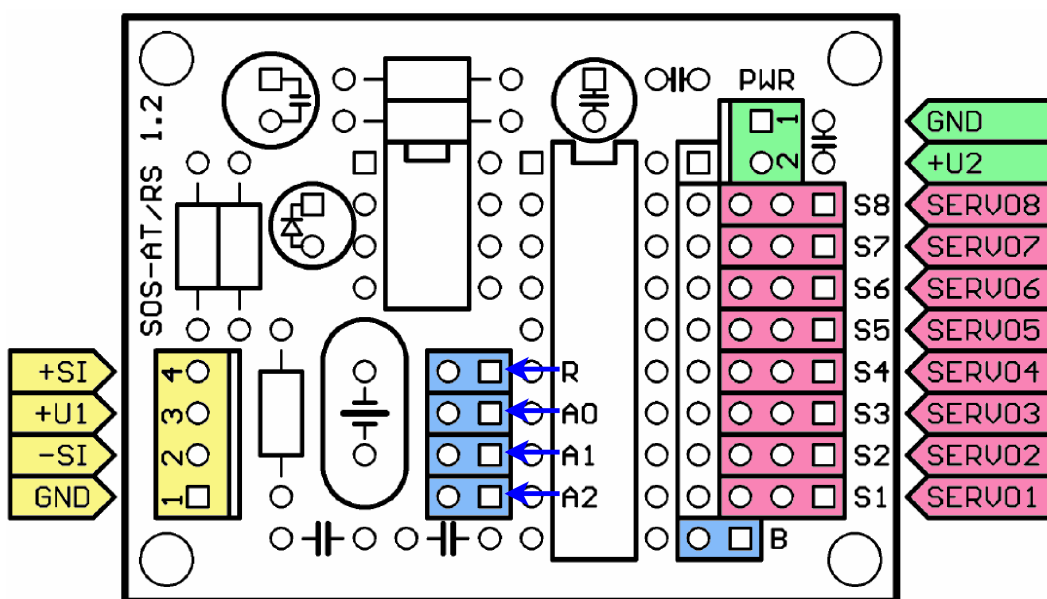 SOS-AT/RS 1.2
PWR
1
2
GND
+U2
S8
SERVO8
S7
SERVO7
S6
SERVO6
S5
SERVO5
+SI
4
R
S4
SERVO4
+U1
3
A0
S3
SERVO3
-SI
2
A1
S2
SERVO2
GND
1
A2
S1
SERVO1
B